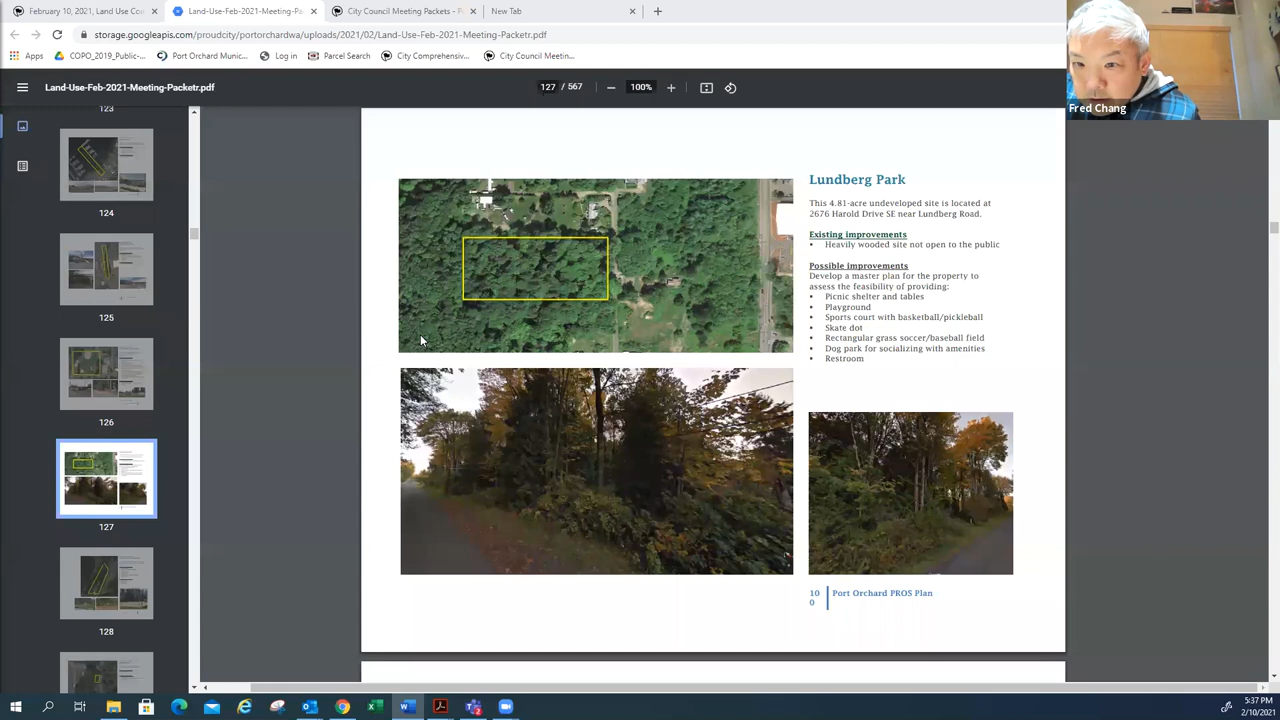 February 10, 2021, Land Use Co
Land-Use-Feb-2021-Meeting-Pa
City Council Meeting Packets - P
New Tab
storage.googleapis.com/proudcity/portorchardwa/uploads/2021/02/Land-Use-Feb-2021-Meeting-Packetr.pdf
Apps
COPO_2019_Public-...
Port Orchard Munic...
Log in
Parcel Search
City Comprehensiv...
City Council Meetin...
Land-Use-Feb-2021-Meeting-Packetr.pdf
127 / 567
100%
Fred Chang
123
124
125
126
127
128
Lundberg Park
This 4.81-acre undeveloped site is located at
2676 Harold Drive SE near Lundberg Road.
Existing improvements
▪ Heavily wooded site not open to the public
Possible improvements
Develop a master plan for the property to
assess the feasibility of providing:
▪ Picnic shelter and tables
▪ Playground
▪ Sports court with basketball/pickleball
▪ Skate dot
▪ Rectangular grass soccer/baseball field
▪ Dog park for socializing with amenities
▪ Restroom
10
0
Port Orchard PROS Plan
5:37 PM
2/10/2021